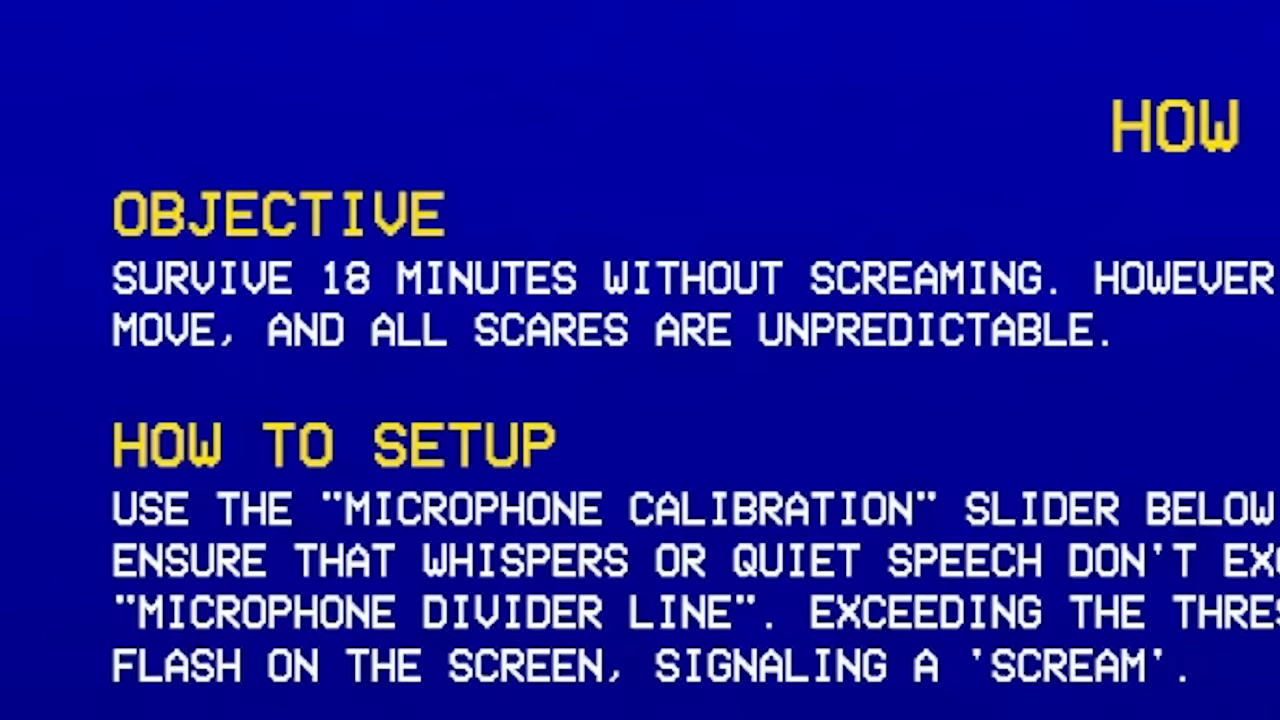 HOW
OBJECTIVE
SURVIVE 18 MINUTES WITHOUT SCREAMING. HOWEVER
MOVE, AND ALL SCARES ARE UNPREDICTABLE.
HOW TO SETUP
USE THE "MICROPHONE CALIBRATION" SLIDER BELOW
ENSURE THAT WHISPERS OR QUIET SPEECH DON'T
"MICROPHONE DIVIDER LINE". EXCEEDING THE
FLASH ON THE SCREEN, SIGNALING A 'SCREAM'.